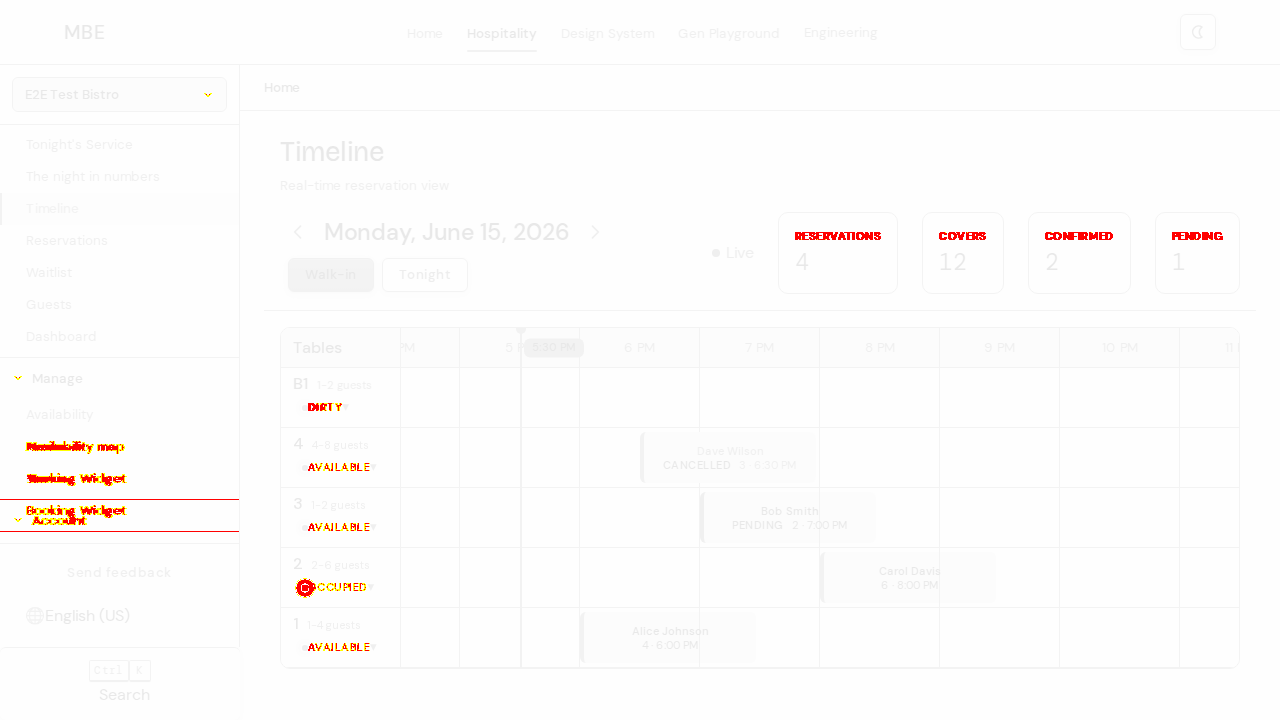 MBE
Home Hospitality Design System Gen Playground Engineering
E2E Test Bistro
Home
Tonight's Service
The night in numbers
Timeline
Reservations
Waitlist
Guests
Dashboard
Manage
Availability
map
Widget
Booking Widget
Account
Send feedback
English (US)
Ctrl K
Search
Timeline
Real-time reservation view
Monday, June 15, 2026
Walk-in Tonight
Live
RESERVATIONS
4
COVERS
12
CONFIRMED
2
PENDING
1
Tables PM 5 5:30 PM 6 PM 7 PM 8 PM 9 PM 10 PM 11
B1 1-2 guests
DIRTY
4 4-8 guests
AVAILABLE
Dave Wilson
CANCELLED 5 · 6:30 PM
3 1-2 guests
AVAILABLE
Bob Smith
PENDING 2 · 7:00 PM
2 2-6 guests
OCCUPIED
Carol Davis
6 · 8:00 PM
1 1-4 guests
AVAILABLE
Alice Johnson
4 · 6:00 PM